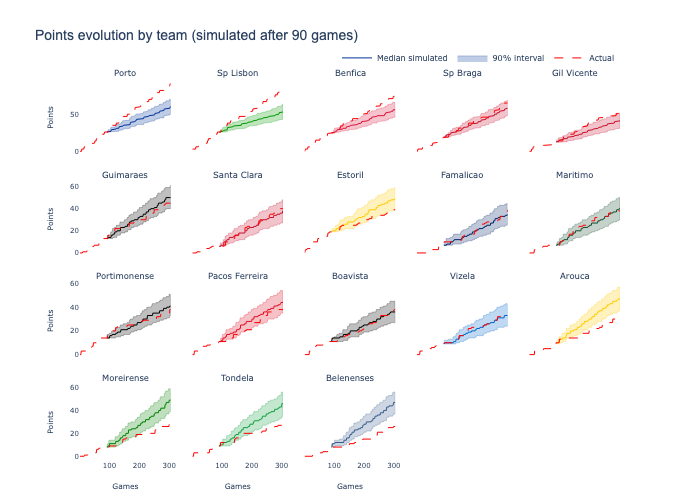 Points evolution by team (simulated after 90 games)
Median simulated 90% interval Actual
Porto Sp Lisbon Benfica Sp Braga Gil Vicente
50
0
Points
Guimaraes Santa Clara Estoril Famalicao Maritimo
60
40
20
0
Points
Portimonense Pacos Ferreira Boavista Vizela Arouca
60
40
20
0
Points
Moreirense Tondela Belenenses
60
40
20
0
Points
100 200 300 100 200 300 100 200 300
Games Games